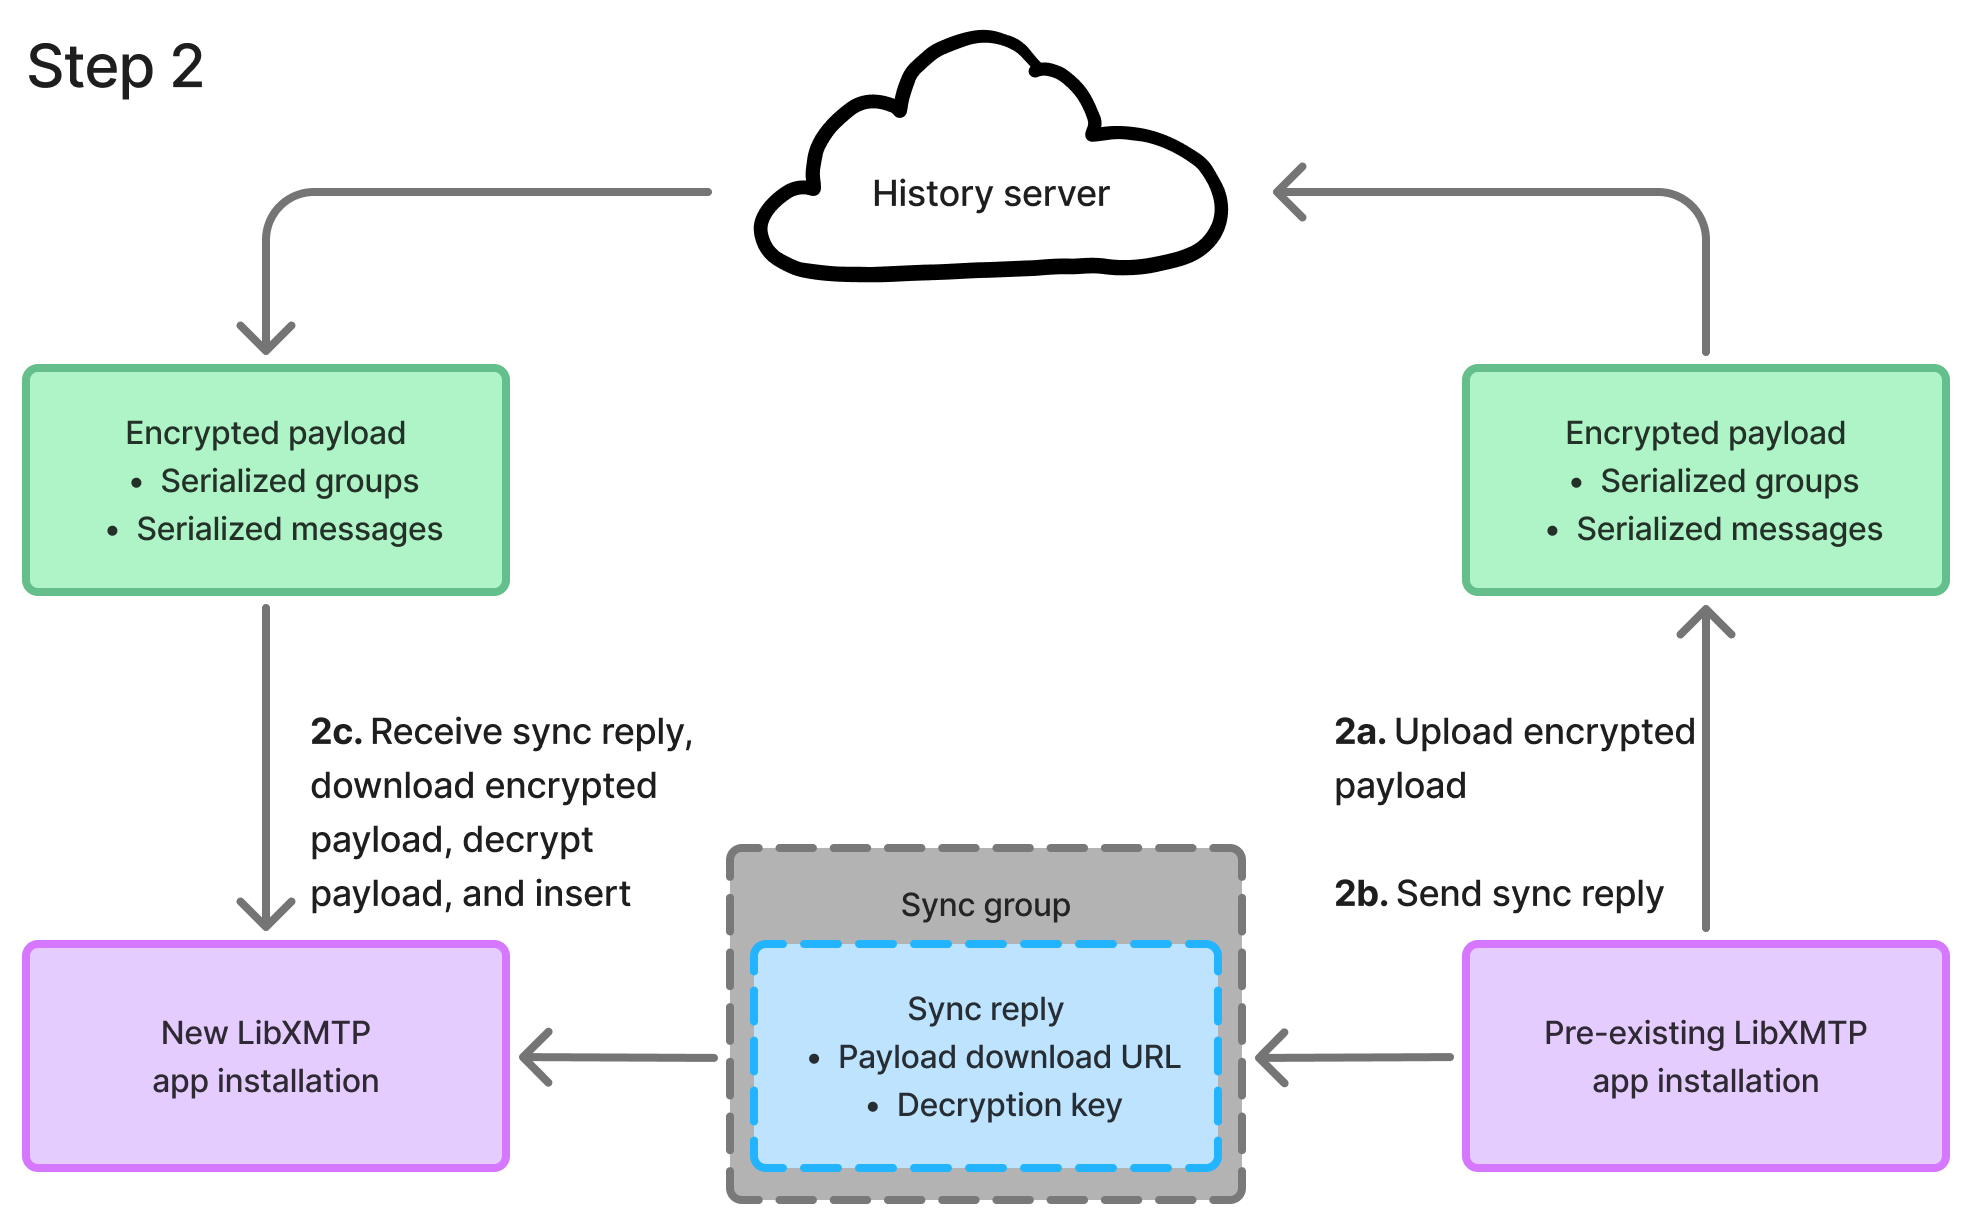 Step 2
History server
Encrypted payload
• Serialized groups
• Serialized messages
Encrypted payload
• Serialized groups
• Serialized messages
2c. Receive sync reply,
download encrypted
payload, decrypt
payload, and insert
2a. Upload encrypted
payload
2b. Send sync reply
New LibXMTP
app installation
Sync group
Sync reply
• Payload download URL
• Decryption key
Pre-existing LibXMTP
app installation